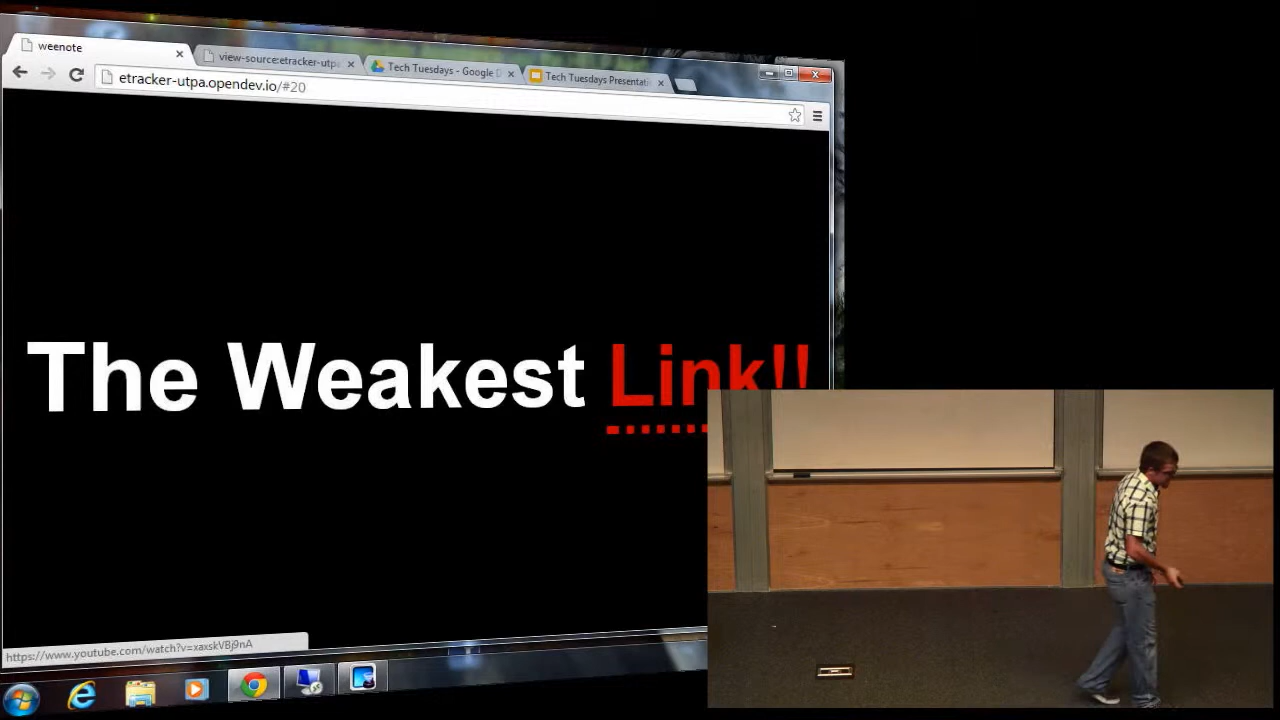 weenote
view-source:etracker-utpa
Tech Tuesdays - Google D
Tech Tuesdays Presentati
etracker-utpa.opendev.io/#20
The Weakest Link!!
https://www.youtube.com/watch?v=xaxskVBj9nA